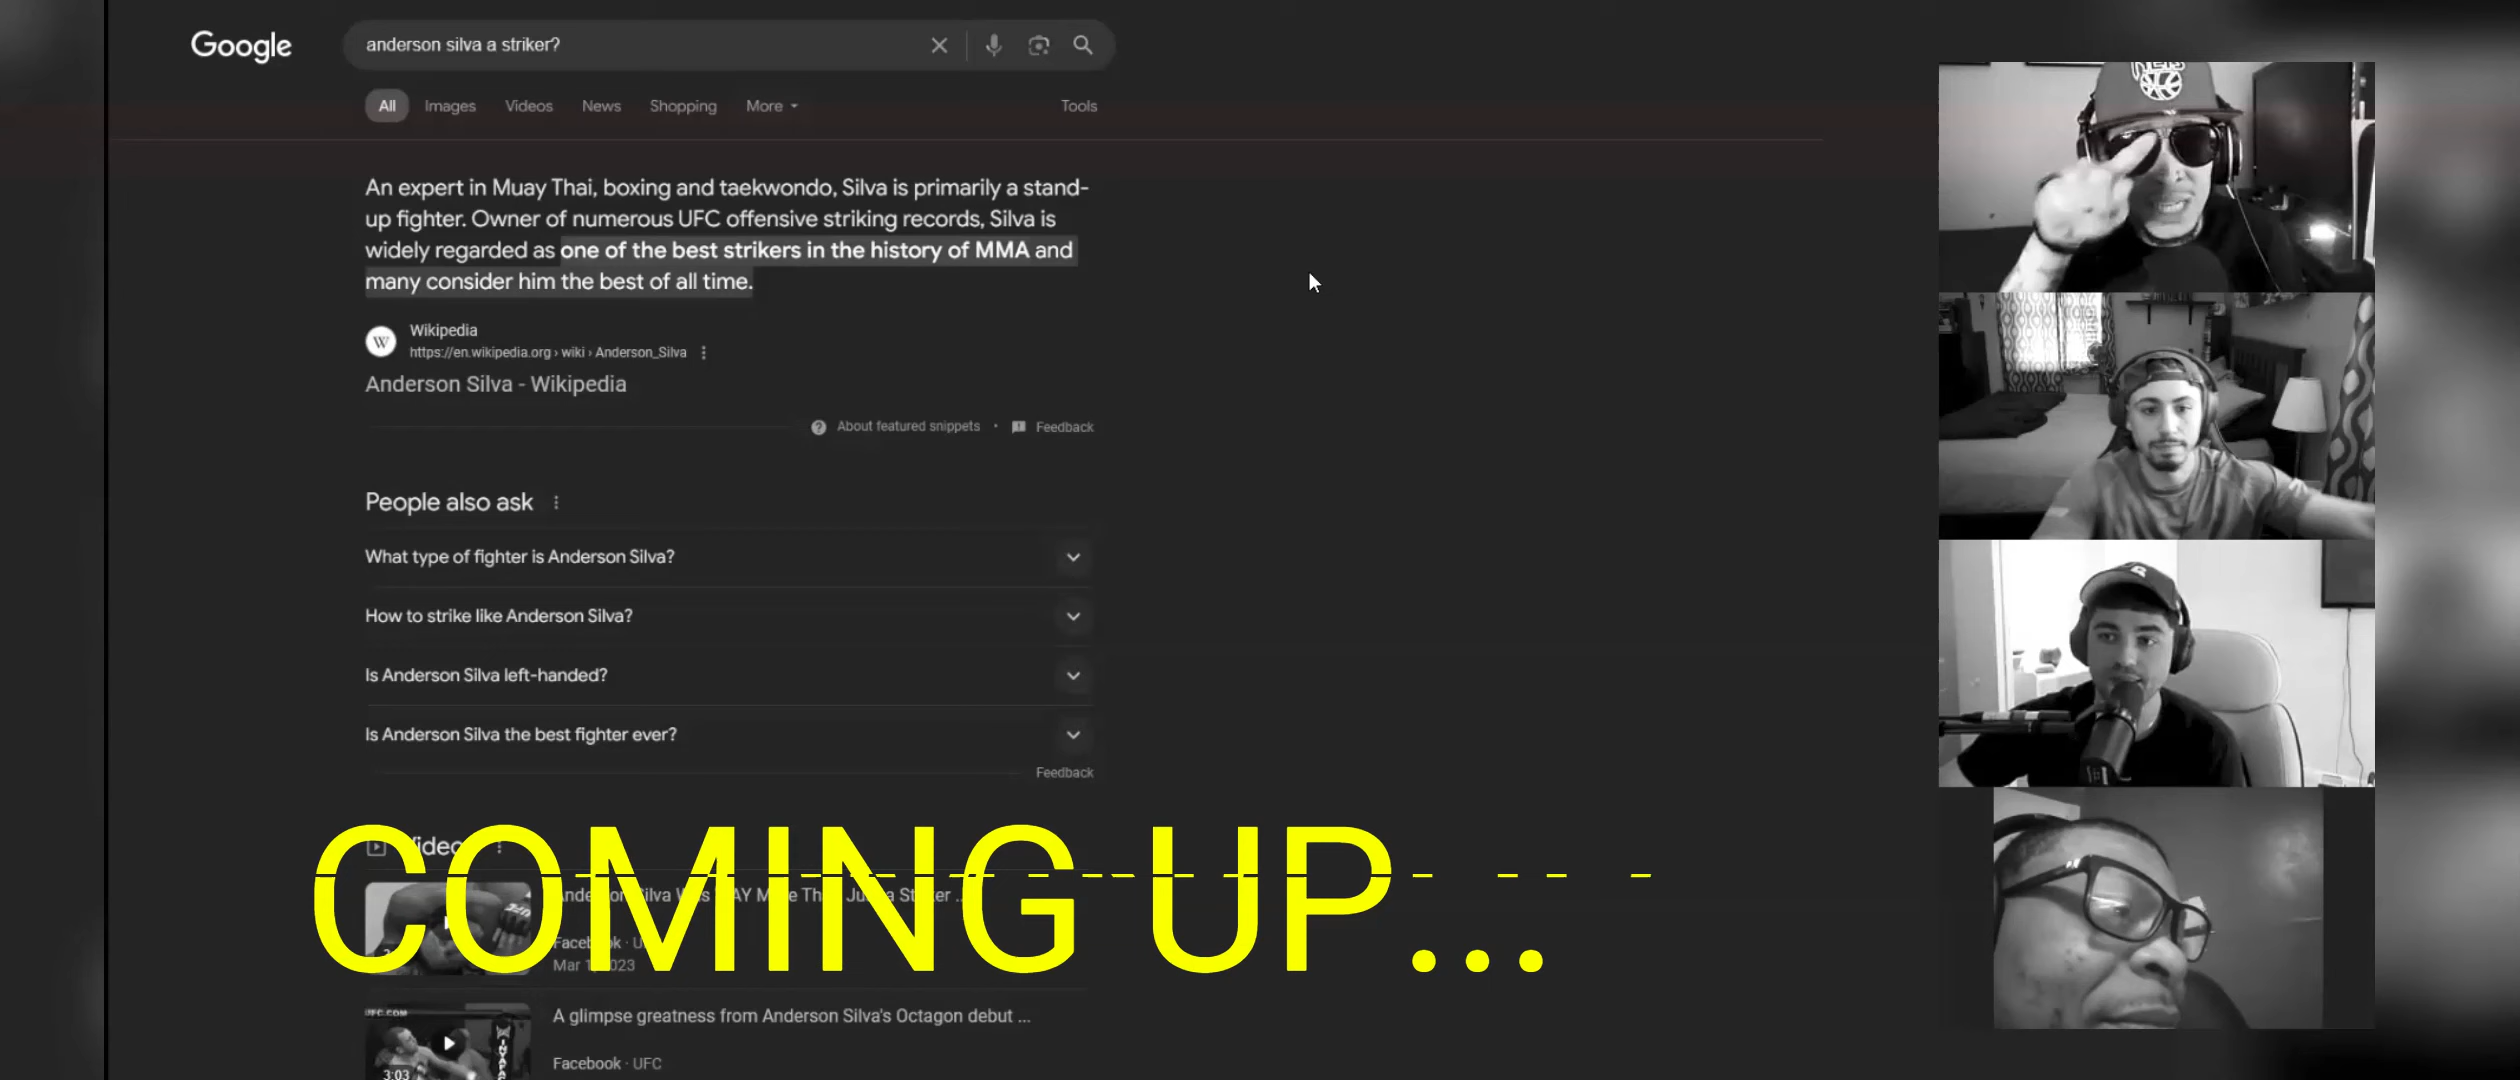 Google
anderson silva a striker?
All Images Videos News Shopping More Tools
An expert in Muay Thai, boxing and taekwondo, Silva is primarily a stand-
up fighter. Owner of numerous UFC offensive striking records, Silva is
widely regarded as one of the best strikers in the history of MMA and
many consider him the best of all time.
W
Wikipedia
https://en.wikipedia.org › wiki › Anderson_Silva
Anderson Silva - Wikipedia
About featured snippets • Feedback
People also ask
What type of fighter is Anderson Silva?
How to strike like Anderson Silva?
Is Anderson Silva left-handed?
Is Anderson Silva the best fighter ever?
Feedback
COMING UP...
Facebook
A glimpse greatness from Anderson Silva's Octagon debut ...
Facebook · UFC
UFC.COM
3:03